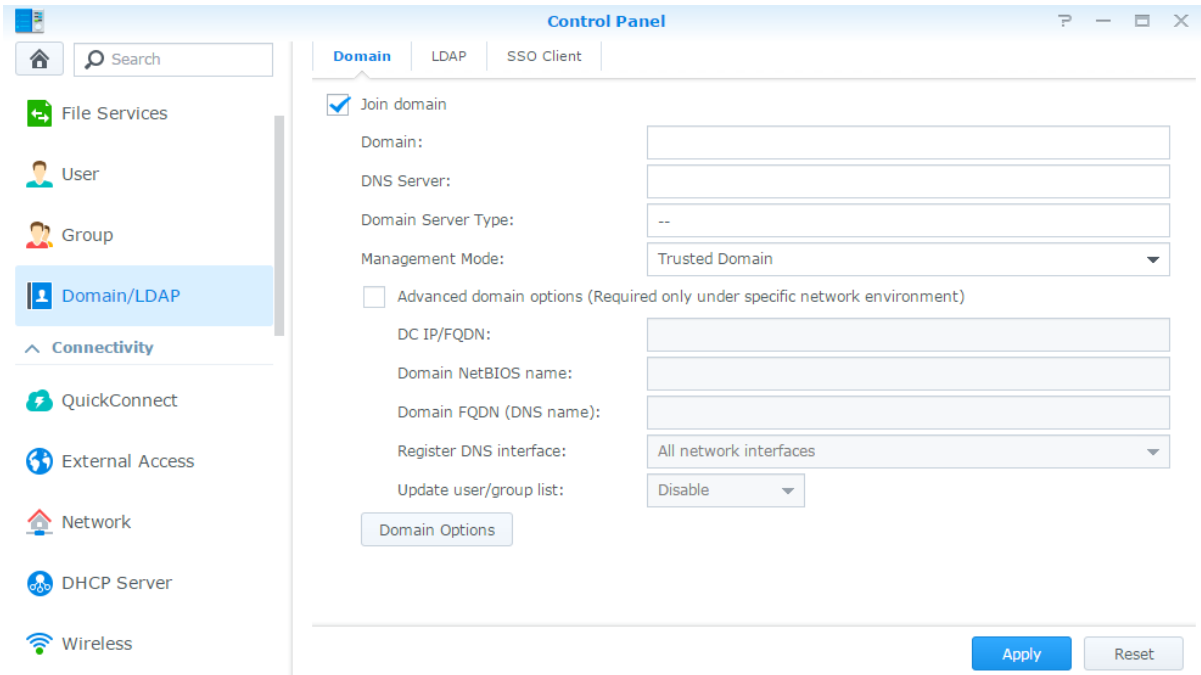 Control Panel
Search
Domain LDAP SSO Client
File Services
User
Group
Domain/LDAP
Connectivity
QuickConnect
External Access
Network
DHCP Server
Wireless
Join domain
Domain:
DNS Server:
Domain Server Type: --
Management Mode: Trusted Domain
Advanced domain options (Required only under specific network environment)
DC IP/FQDN:
Domain NetBIOS name:
Domain FQDN (DNS name):
Register DNS interface: All network interfaces
Update user/group list: Disable
Domain Options
Apply Reset